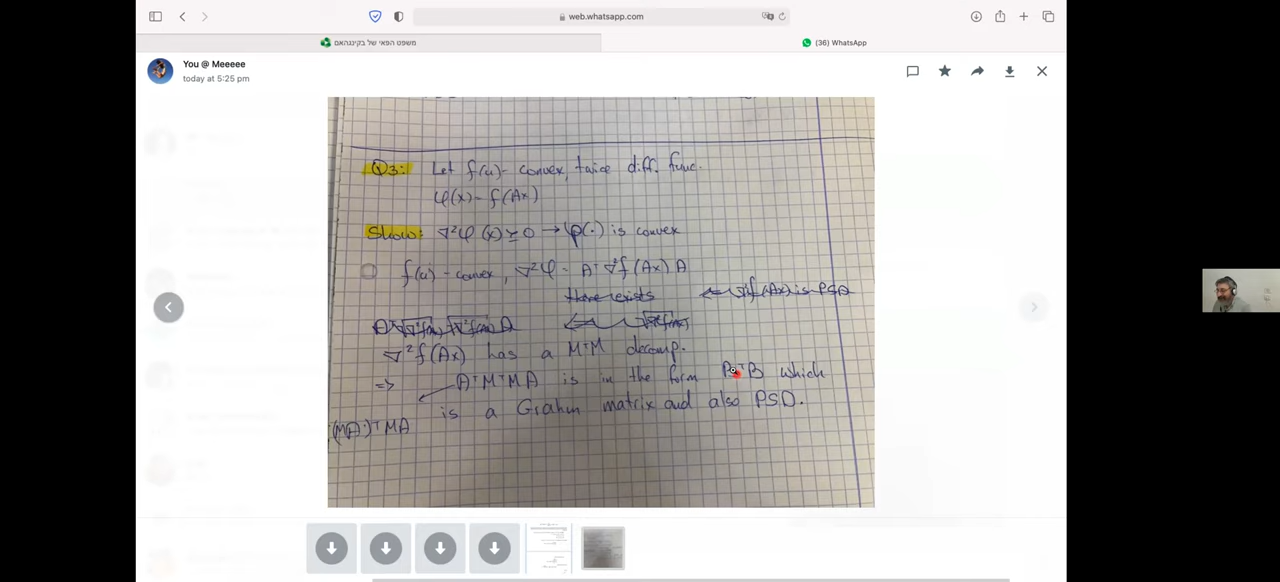 web.whatsapp.com
משפט הפאי של בקינגהאם
(36) WhatsApp
You @ Meeeee
today at 5:25 pm
Q3: Let f(u)- convex, twice diff. func.
φ(x)- f(Ax)
Show: ∇²φ(x)⪰0 → φ(·) is convex
f(u)-convex, ∇²φ - Aᵀ∇²f(Ax)A
there exists ← ∇²f(Ax) is PSD
∇²f(Ax) has a MᵀM decomp.
=> AᵀMᵀMA is in the form BᵀB which
is a Grahm matrix and also PSD.
(MA)ᵀMA